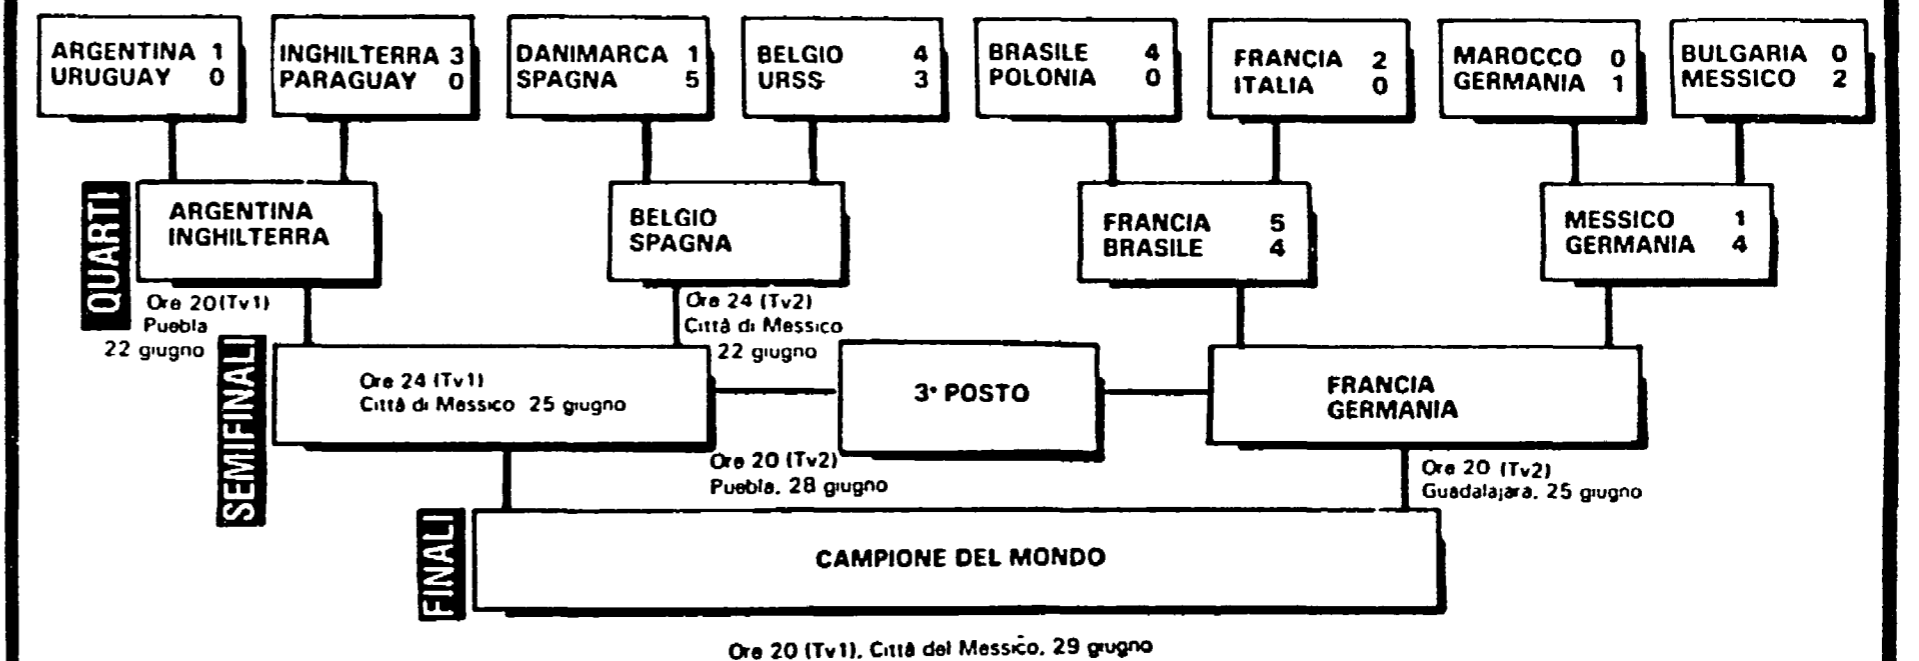 ARGENTINA 1
URUGUAY 0
INGHILTERRA 3
PARAGUAY 0
DANIMARCA 1
SPAGNA 5
BELGIO 4
URSS 3
BRASILE 4
POLONIA 0
FRANCIA 2
ITALIA 0
MAROCCO 0
GERMANIA 1
BULGARIA 0
MESSICO 2
QUARTI
ARGENTINA
INGHILTERRA
BELGIO
SPAGNA
FRANCIA 5
BRASILE 4
MESSICO 1
GERMANIA 4
Ore 20 (Tv1)
Puebla
22 giugno
Ore 24 (Tv2)
Città di Messico
22 giugno
SEMIFINALI
Ore 24 (Tv1)
Città di Messico 25 giugno
3° POSTO
FRANCIA
GERMANIA
Ore 20 (Tv2)
Puebla, 28 giugno
Ore 20 (Tv2)
Guadalajara, 25 giugno
FINALI
CAMPIONE DEL MONDO
Ore 20 (Tv1), Città del Messico, 29 giugno